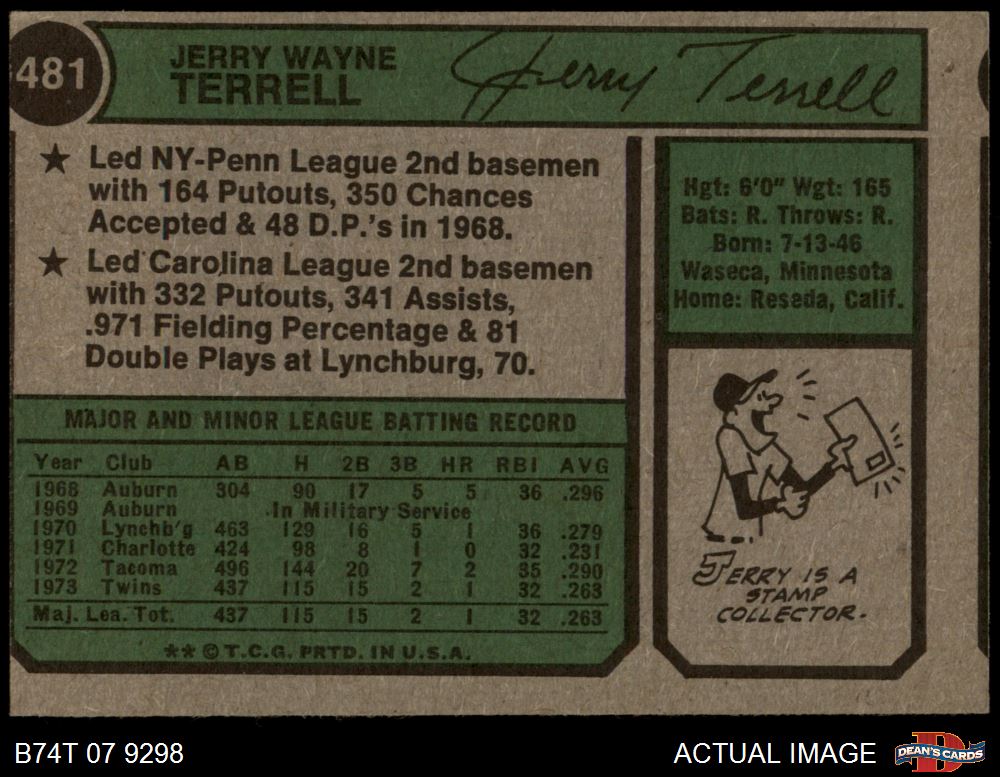 481
JERRY WAYNE
TERRELL
Jerry Terrell
★ Led NY-Penn League 2nd basemen
with 164 Putouts, 350 Chances
Accepted & 48 D.P.'s in 1968.
★ Led Carolina League 2nd basemen
with 332 Putouts, 341 Assists,
.971 Fielding Percentage & 81
Double Plays at Lynchburg, 70.
Hgt: 6'0" Wgt: 165
Bats: R. Throws: R.
Born: 7-13-46
Waseca, Minnesota
Home: Reseda, Calif.
MAJOR AND MINOR LEAGUE BATTING RECORD
Year Club AB H 2B 3B HR RBI AVG
1968 Auburn 304 90 17 5 5 36 .296
1969 Auburn In Military Service
1970 Lynchb'g 463 129 16 5 1 36 .279
1971 Charlotte 424 98 8 1 0 32 .231
1972 Tacoma 496 144 20 7 2 35 .290
1973 Twins 437 115 15 2 1 32 .263
Maj. Lea. Tot. 437 115 15 2 1 32 .263
** © T.C.G. PRTD. IN U.S.A.
JERRY IS A
STAMP
COLLECTOR.
B74T 07 9298
ACTUAL IMAGE
DEAN'S CARDS